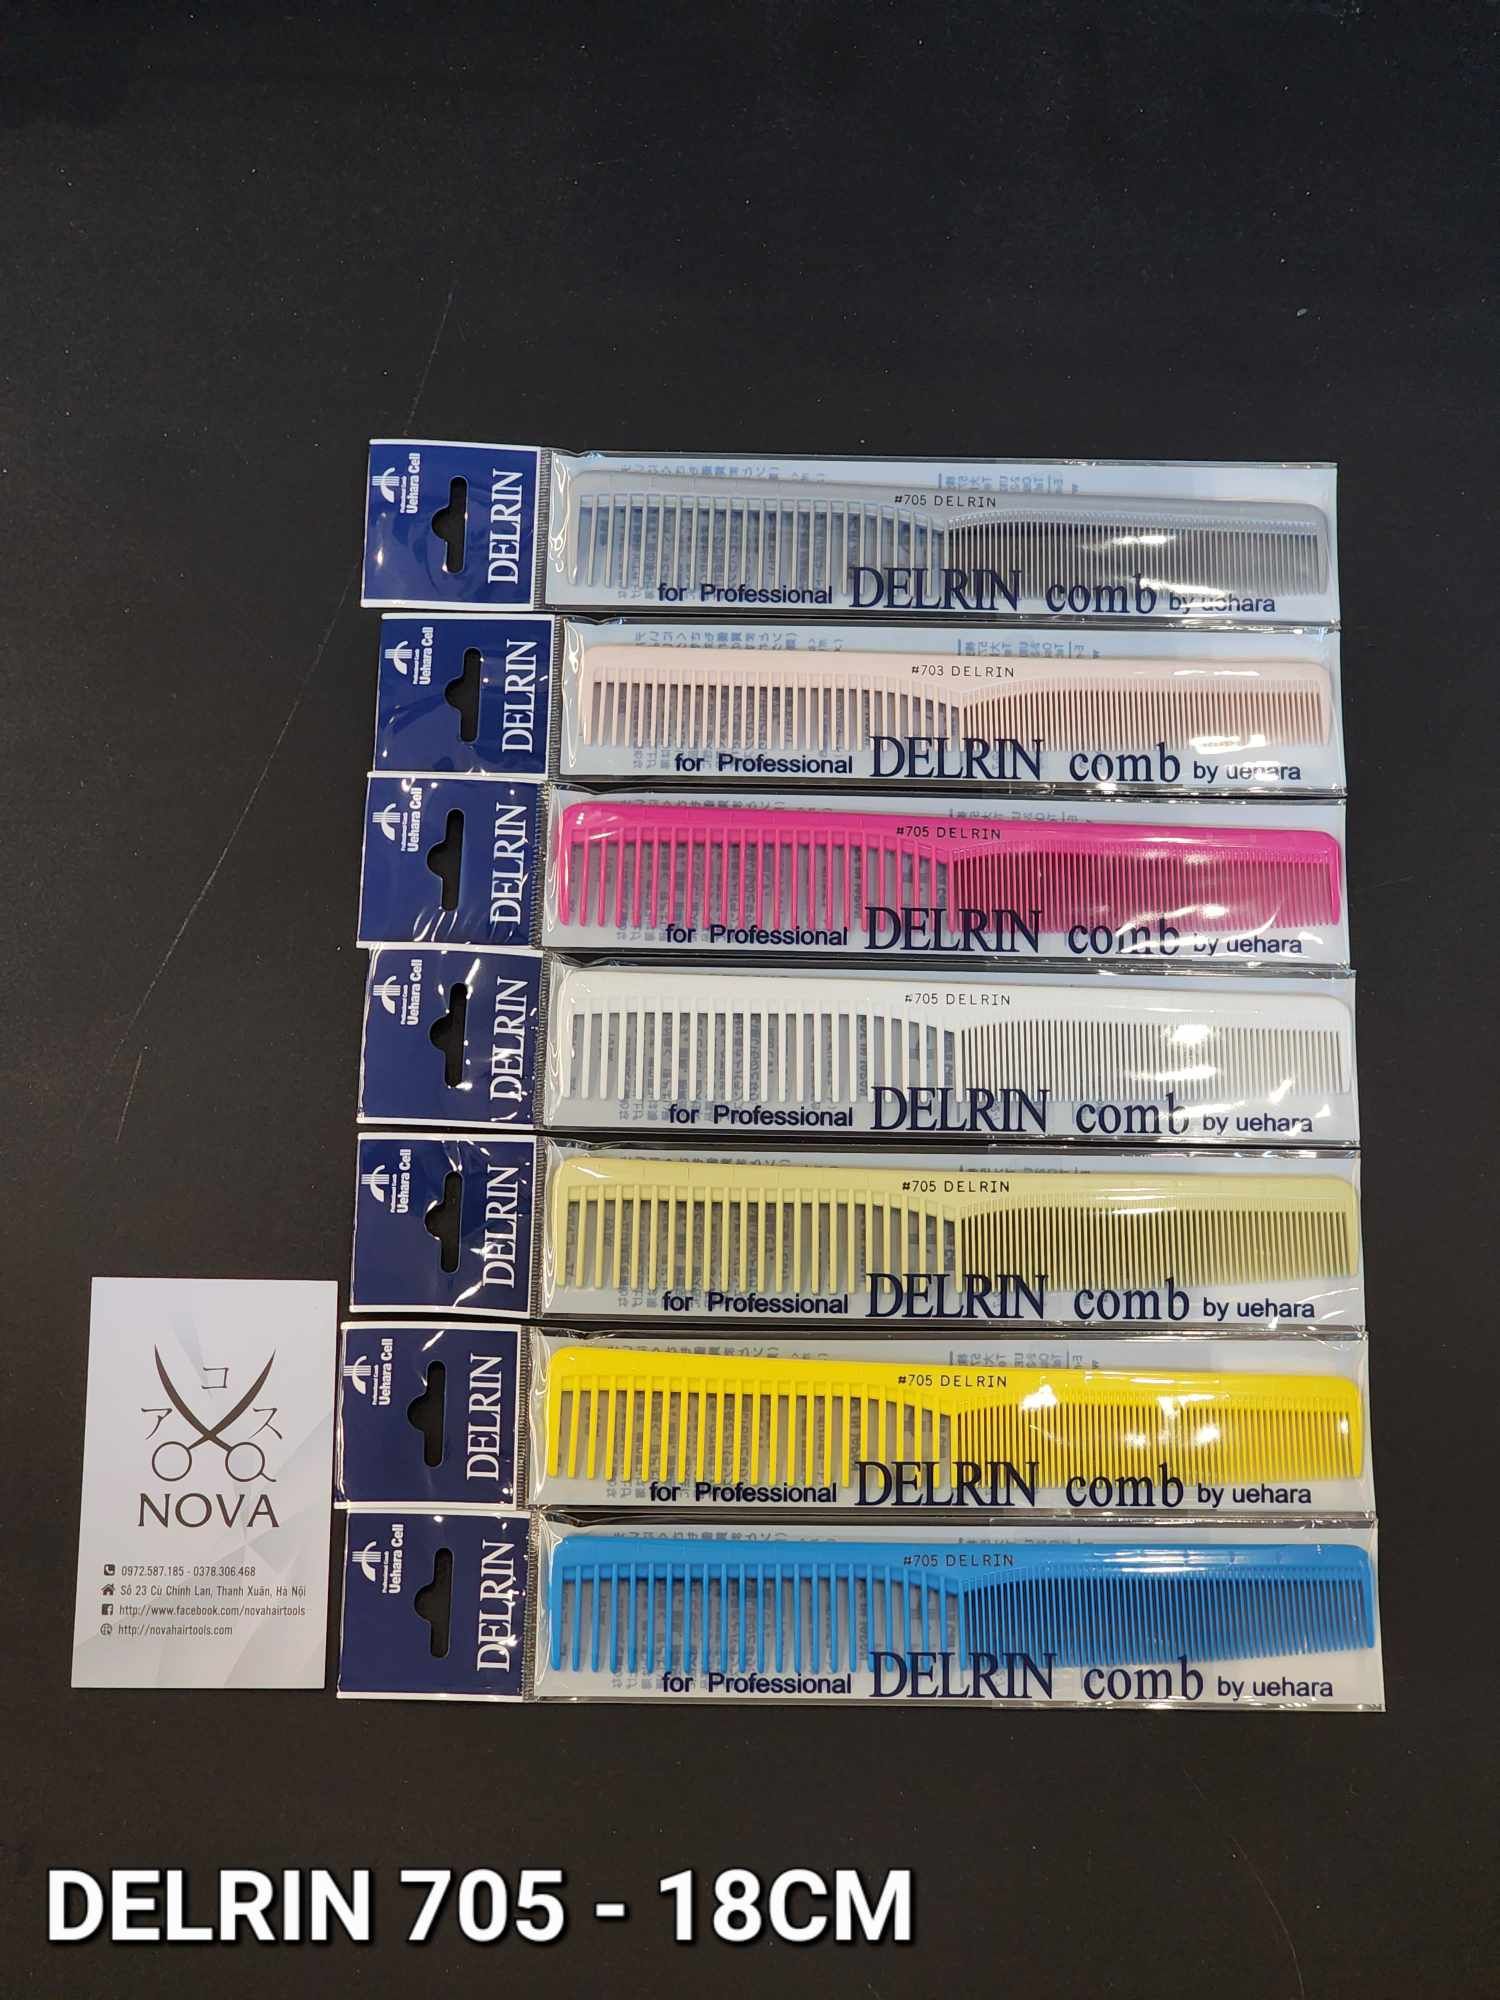 Uehara Cell
DELRIN
#705 DELRIN
for Professional DELRIN comb by uehara
Uehara Cell
DELRIN
#703 DELRIN
for Professional DELRIN comb by uehara
Uehara Cell
DELRIN
#705 DELRIN
for Professional DELRIN comb by uehara
Uehara Cell
DELRIN
#705 DELRIN
for Professional DELRIN comb by uehara
Uehara Cell
DELRIN
#705 DELRIN
for Professional DELRIN comb by uehara
Uehara Cell
DELRIN
#705 DELRIN
for Professional DELRIN comb by uehara
Uehara Cell
DELRIN
#705 DELRIN
for Professional DELRIN comb by uehara
コ
ア ス
NOVA
0972.587.185 - 0378.306.468
Số 23 Cù Chính Lan, Thanh Xuân, Hà Nội
http://www.facebook.com/novahairtools
http://novahairtools.com
DELRIN 705 - 18CM